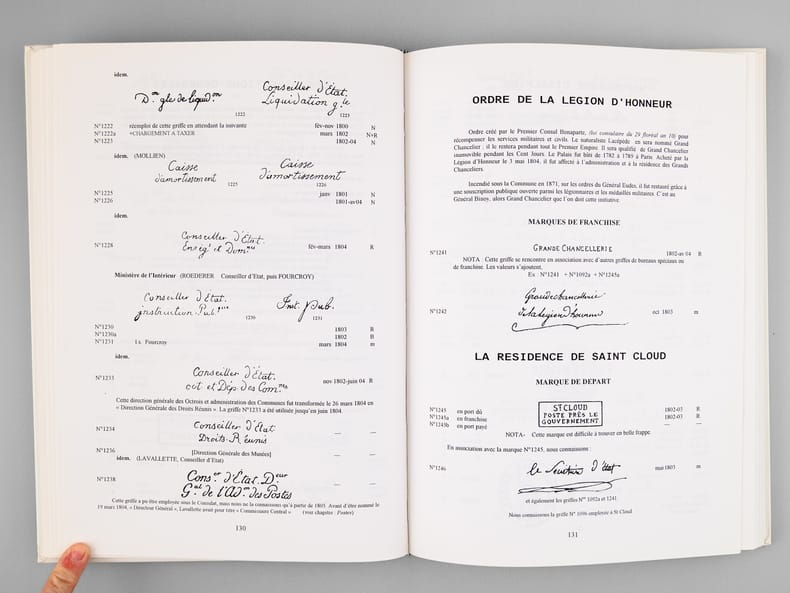 idem.
D.on gle de liquid.on
1222
Conseiller d'État.
Liquidation g.le
1223
N°1222 réemploi de cette griffe en attendant la suivante fév-nov 1800 N
N°1222a +CHARGEMENT A TAXER mars 1802 N+R
N°1223 1802-04 N
idem. (MOLLIEN)
Caisse
d'amortissement
1225
Caisse
d'amortissement
1226
N°1225 janv 1801 N
N°1226 1801-av 04 N
idem.
N°1228 fév-mars 1804 R
Conseiller d'État.
Enreg.t et Dom.nes
Ministère de l'Intérieur (ROEDERER Conseiller d'Etat, puis FOURCROY)
Conseiller d'État.
instruction. Pub.
1230
Inst. Pub.
1231
N°1230 1803 R
N°1230a 1802 R
N°1231 l.s. Fourcroy mars 1804 m
idem.
N°1233 nov 1802-juin 04 R
Conseiller d'État.
oct et Dép. des Com.nes
Cette direction générale des Octrois et administration des Communes fut transformée le 26 mars 1804 en
« Direction Générale des Droits Réunis ». La griffe N°1233 a été utilisée jusqu'en juin 1804.
N°1234 — —
Conseiller d'État
Droits-Réunis
N°1236 [Direction Générale des Musées] — —
idem. (LAVALLETTE, Conseiller d'Etat)
N°1238 — —
Cons.er d'État. D.eur
G.al de l'Ad.on des Postes
Cette griffe a pu être employée sous le Consulat, mais nous ne la connaissons qu'à partir de 1805. Avant d'être nommé le
19 mars 1804, « Directeur Général », Lavallette avait pour titre « Commissaire Central » (voir chapitre : Postes)
130
ORDRE DE LA LEGION D'HONNEUR
Ordre créé par le Premier Consul Bonaparte, (loi consulaire du 29 floréal an 10) pour
récompenser les services militaires et civils. Le naturaliste Lacépède en sera nommé Grand
Chancelier ; il le restera pendant tout le Premier Empire. Il sera qualifié de Grand Chancelier
inamovible pendant les Cent Jours. Le Palais fut bâti de 1782 à 1789 à Paris. Acheté par la
Légion d'Honneur le 3 mai 1804, il fut affecté à l'administration et à la résidence des Grands
Chanceliers.
Incendié sous la Commune en 1871, sur les ordres du Général Eudes, il fut restauré grâce à
une souscription publique ouverte parmi les légionnaires et les médaillés militaires. C'est au
Général Binoy, alors Grand Chancelier que l'on doit cette initiative.
MARQUES DE FRANCHISE
GRANDE CHANCELLERIE
N°1241 1802-av 04 R
NOTA : Cette griffe se rencontre en association avec d'autres griffes de bureaux spéciaux ou
de franchise. Les valeurs s'ajoutent.
Ex : N°1241 + N°1092a + N°1245a
Grande chancellerie
de la Légion d'honneur
N°1242 oct 1803 m
LA RESIDENCE DE SAINT CLOUD
MARQUE DE DEPART
N°1245 en port dû 1802-03 R
N°1245a en franchise 1802-03 R
N°1245b en port payé — —
ST CLOUD
POSTE PRÈS LE
GOUVERNEMENT
NOTA- Cette marque est difficile à trouver en belle frappe.
En association avec la marque N°1245, nous connaissons :
N°1246 mai 1803 m
Le Secrétaire d'état
et également les griffes N°s 1092a et 1241
Nous connaissons la griffe N° 1096 employée à St Cloud
131